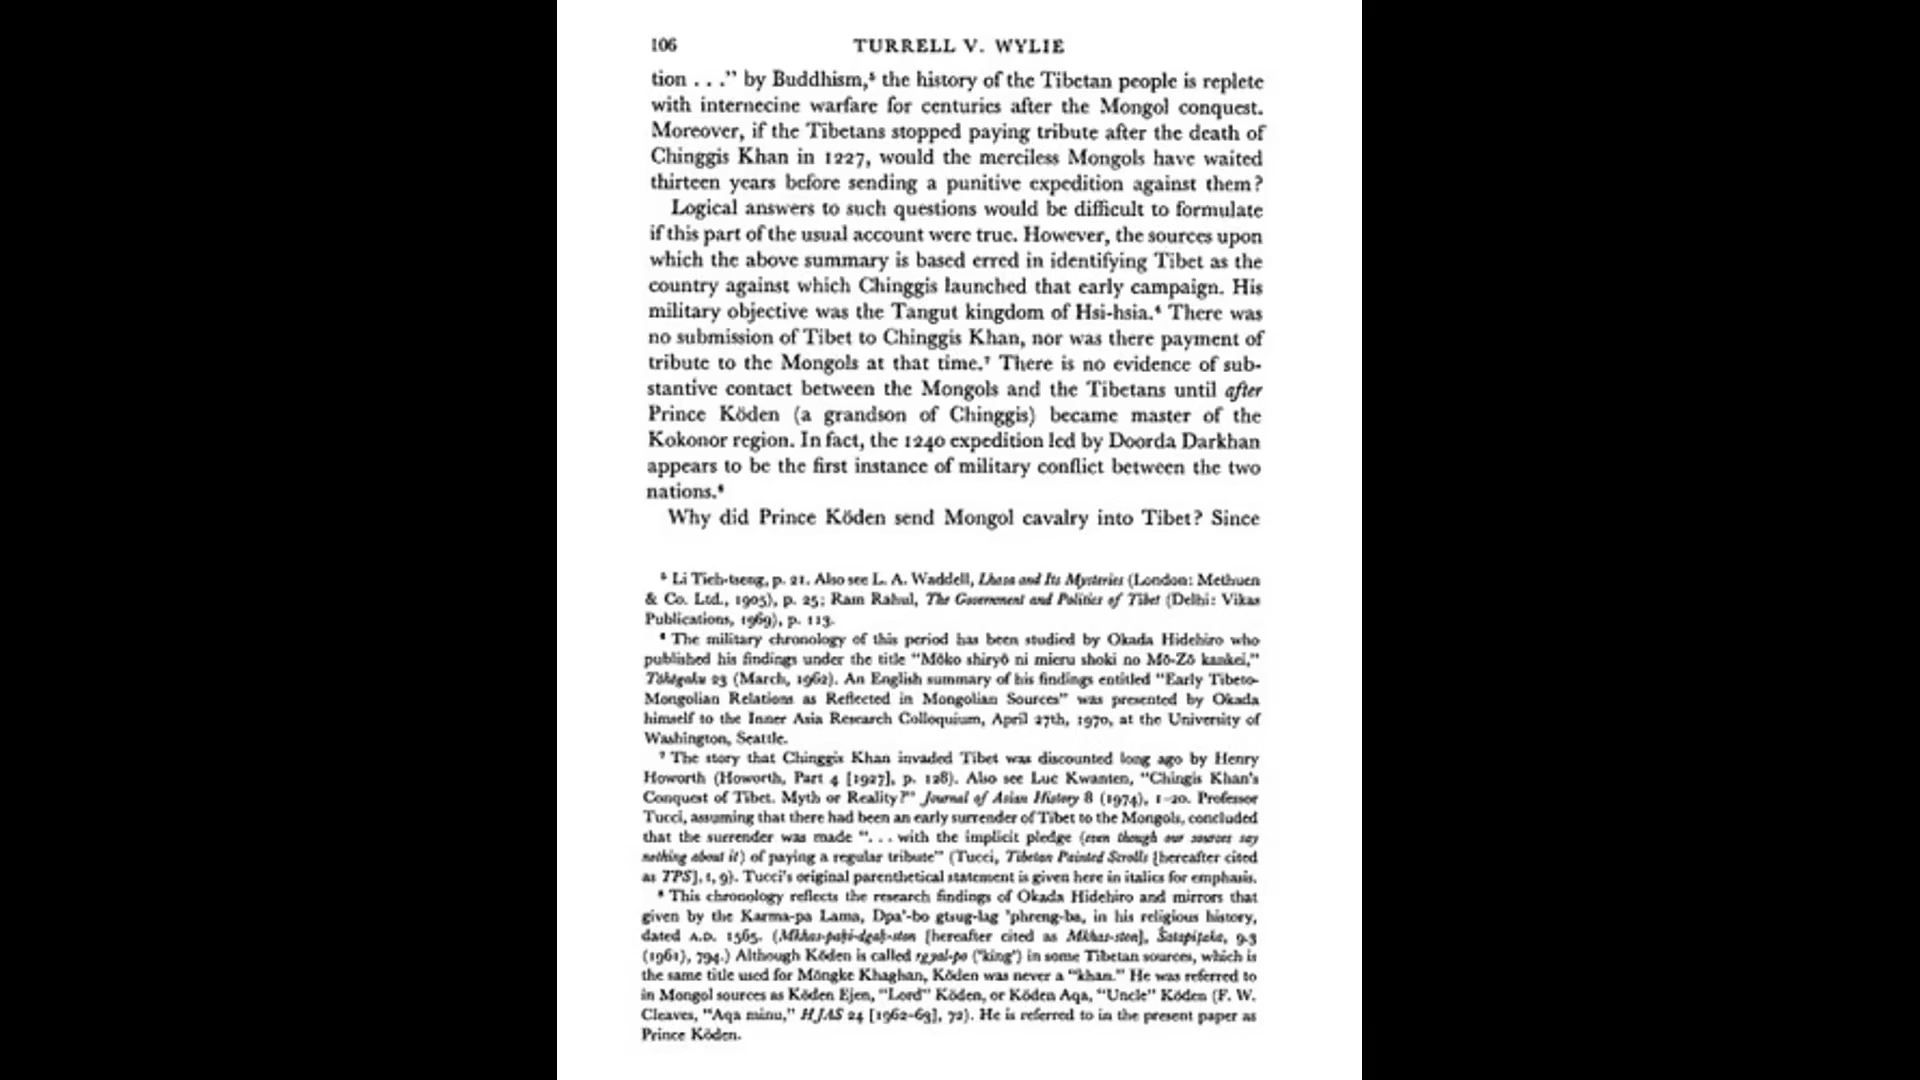 106 TURRELL V. WYLIE
tion . . ." by Buddhism,⁵ the history of the Tibetan people is replete
with internecine warfare for centuries after the Mongol conquest.
Moreover, if the Tibetans stopped paying tribute after the death of
Chinggis Khan in 1227, would the merciless Mongols have waited
thirteen years before sending a punitive expedition against them?
Logical answers to such questions would be difficult to formulate
if this part of the usual account were true. However, the sources upon
which the above summary is based erred in identifying Tibet as the
country against which Chinggis launched that early campaign. His
military objective was the Tangut kingdom of Hsi-hsia.⁶ There was
no submission of Tibet to Chinggis Khan, nor was there payment of
tribute to the Mongols at that time.⁷ There is no evidence of sub-
stantive contact between the Mongols and the Tibetans until after
Prince Köden (a grandson of Chinggis) became master of the
Kokonor region. In fact, the 1240 expedition led by Doorda Darkhan
appears to be the first instance of military conflict between the two
nations.⁸
Why did Prince Köden send Mongol cavalry into Tibet? Since
⁵ Li Tieh-tseng, p. 21. Also see L. A. Waddell, Lhasa and Its Mysteries (London: Methuen
& Co. Ltd., 1905), p. 25; Ram Rahul, The Government and Politics of Tibet (Delhi: Vikas
Publications, 1969), p. 113.
⁶ The military chronology of this period has been studied by Okada Hidehiro who
published his findings under the title "Mōko shiryō ni mieru shoki no Mō-Zō kankei,"
Tōhōgaku 23 (March, 1962). An English summary of his findings entitled "Early Tibeto-
Mongolian Relations as Reflected in Mongolian Sources" was presented by Okada
himself to the Inner Asia Research Colloquium, April 27th, 1970, at the University of
Washington, Seattle.
⁷ The story that Chinggis Khan invaded Tibet was discounted long ago by Henry
Howorth (Howorth, Part 4 [1927], p. 128). Also see Luc Kwanten, "Chingis Khan's
Conquest of Tibet. Myth or Reality?" Journal of Asian History 8 (1974), 1-20. Professor
Tucci, assuming that there had been an early surrender of Tibet to the Mongols, concluded
that the surrender was made ". . . with the implicit pledge (even though our sources say
nothing about it) of paying a regular tribute" (Tucci, Tibetan Painted Scrolls [hereafter cited
as TPS], 1, 9). Tucci's original parenthetical statement is given here in italics for emphasis.
⁸ This chronology reflects the research findings of Okada Hidehiro and mirrors that
given by the Karma-pa Lama, Dpa'-bo gtsug-lag 'phreng-ba, in his religious history,
dated A.D. 1565. (Mkhas-paḥi-dgaḥ-ston [hereafter cited as Mkhas-ston], Śatapiṭaka, 9-3
(1961), 794.) Although Köden is called rgyal-po ("king") in some Tibetan sources, which is
the same title used for Möngke Khaghan, Köden was never a "khan." He was referred to
in Mongol sources as Köden Ejen, "Lord" Köden, or Köden Aqa, "Uncle" Köden (F. W.
Cleaves, "Aqa minu," HJAS 24 [1962-63], 72). He is referred to in the present paper as
Prince Köden.